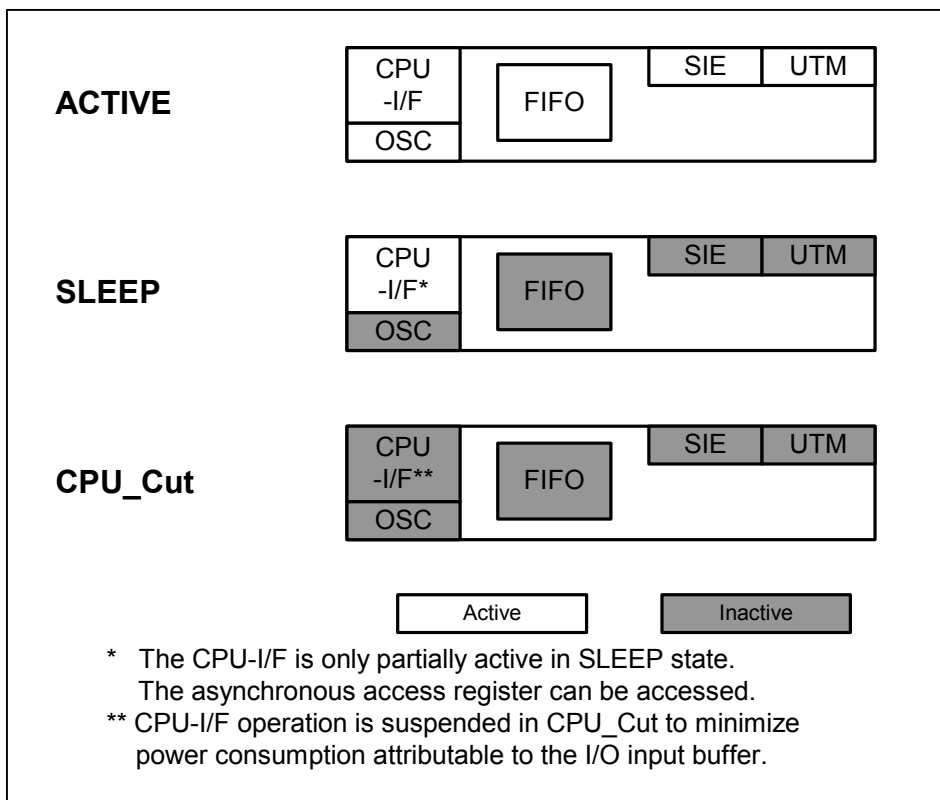 ACTIVE
CPU
-I/F
OSC
FIFO
SIE
UTM
SLEEP
CPU
-I/F*
OSC
FIFO
SIE
UTM
CPU_Cut
CPU
-I/F**
OSC
FIFO
SIE
UTM
Active
Inactive
* The CPU-I/F is only partially active in SLEEP state.
The asynchronous access register can be accessed.
** CPU-I/F operation is suspended in CPU_Cut to minimize
power consumption attributable to the I/O input buffer.